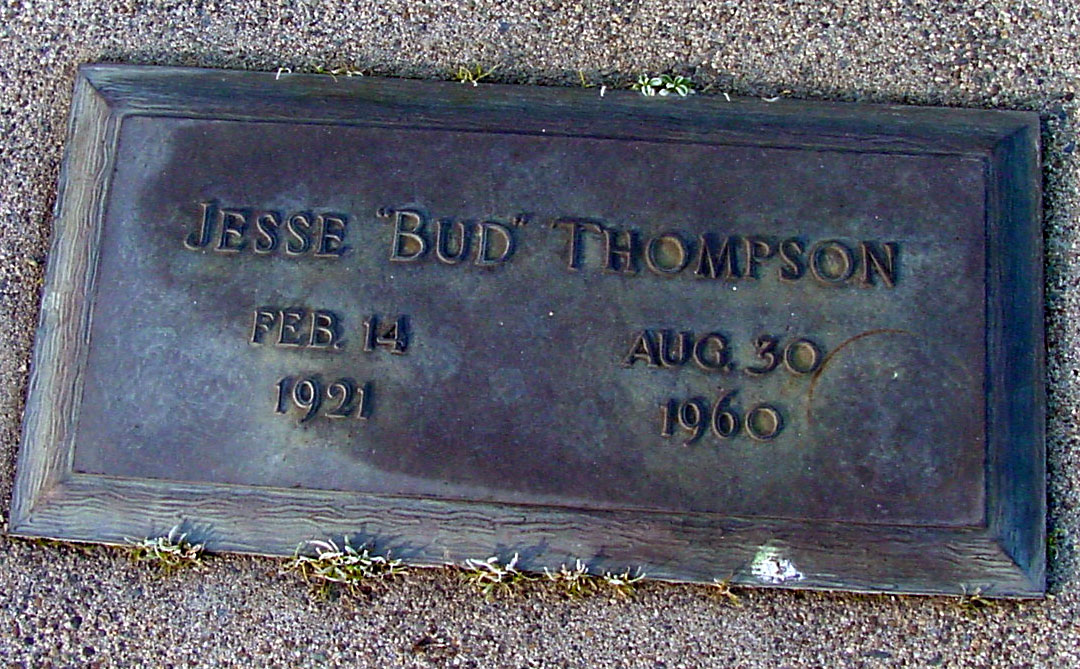 JESSE "BUD" THOMPSON
FEB. 14 AUG. 30
1921 1960